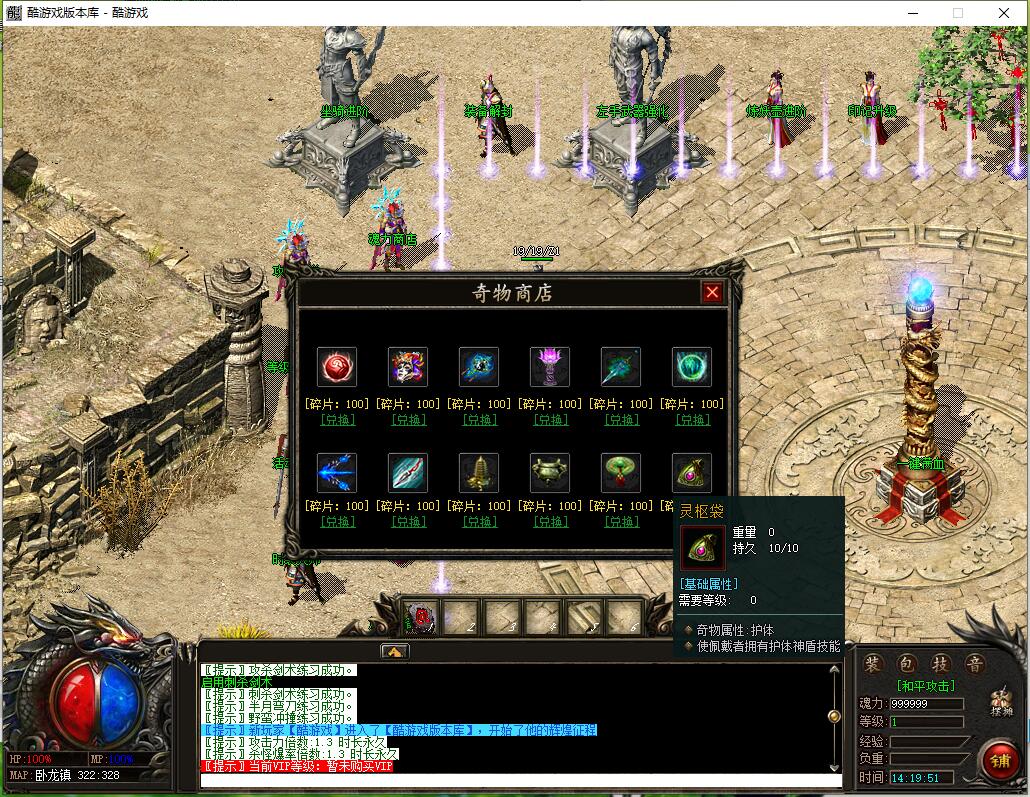 酷游戏版本库 - 酷游戏
坐骑进阶
装备解封
左手武器强化
炼妖壶进阶
印记升级
魂力商店
19/19/Z1
奇物商店
[碎片: 100] [碎片: 100] [碎片: 100] [碎片: 100] [碎片: 100] [碎片: 100]
[兑换] [兑换] [兑换] [兑换] [兑换] [兑换]
[碎片: 100] [碎片: 100] [碎片: 100] [碎片: 100] [碎片: 100] [碎
[兑换] [兑换] [兑换] [兑换] [兑换]
一键满血
灵枢袋
重量 0
持久 10/10
[基础属性]
需要等级: 0
奇物属性:护体
使佩戴者拥有护体神盾技能
1 2 3 4 5 6
〖提示〗攻杀剑术练习成功。
启用刺杀剑术
〖提示〗刺杀剑术练习成功。
〖提示〗半月弯刀练习成功。
〖提示〗野蛮冲撞练习成功。
〖提示〗新玩家【酷游戏】进入了【酷游戏版本库】，开始了他的辉煌征程
〖提示〗攻击力倍数:1.3 时长永久
〖提示〗杀怪爆率倍数:1.3 时长永久
〖提示〗当前VIP等级: 暂未购买VIP
HP:100% MP:100%
MAP:卧龙镇 322:328
装 包 技 音
[和平攻击]
魂力: 999999
等级: 1
经验:
负重:
时间: 14:19:51
摆摊
铺